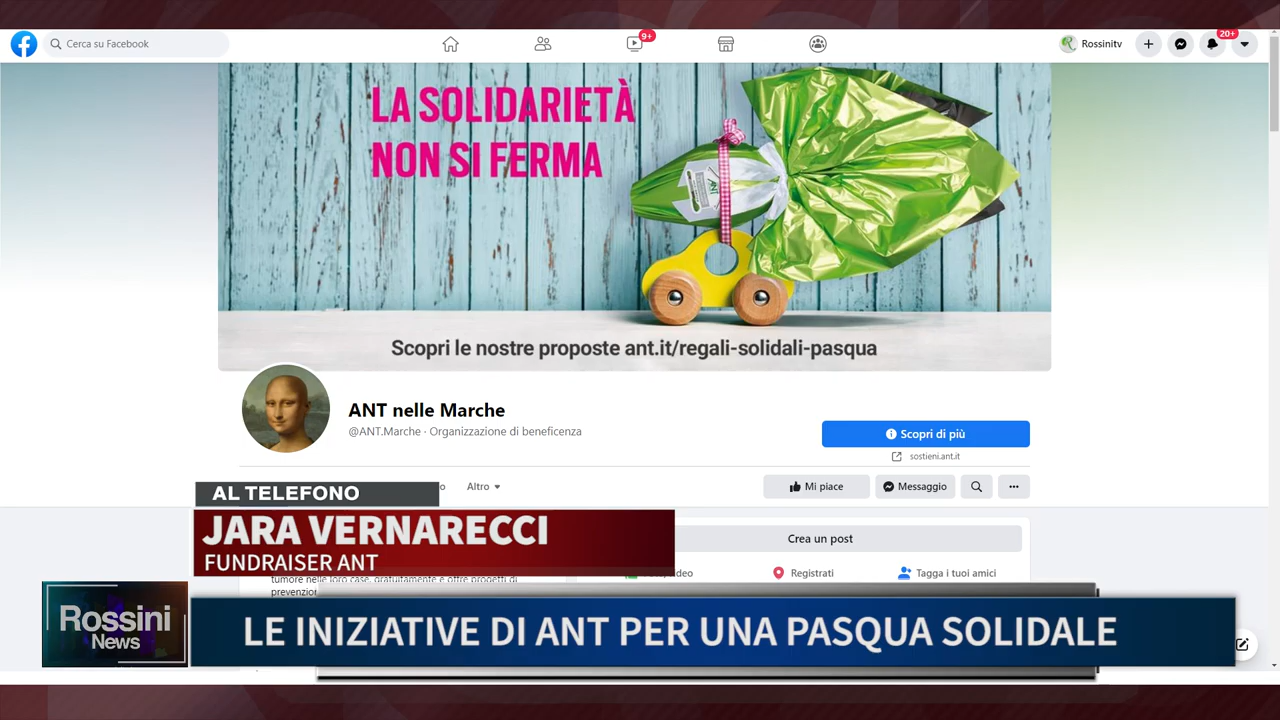 Cerca su Facebook
9+
Rossinitv
20+
LA SOLIDARIETÀ
NON SI FERMA
Scopri le nostre proposte ant.it/regali-solidali-pasqua
ANT nelle Marche
@ANT.Marche · Organizzazione di beneficenza
Scopri di più
sostieni.ant.it
Altro
Mi piace
Messaggio
AL TELEFONO
JARA VERNARECCI
FUNDRAISER ANT
Crea un post
Registrati
Tagga i tuoi amici
tumore nelle loro case, gratuitamente e offre progetti di
Rossini
News
LE INIZIATIVE DI ANT PER UNA PASQUA SOLIDALE